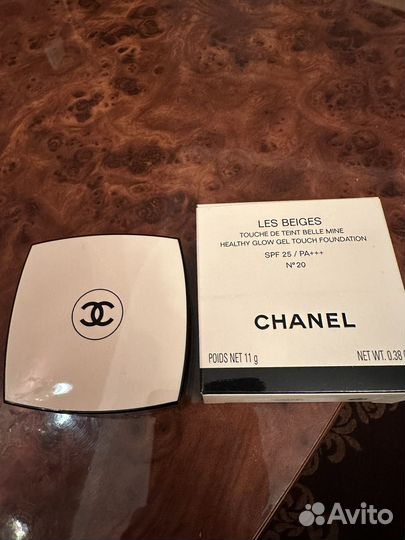 LES BEIGES
TOUCHE DE TEINT BELLE MINE
HEALTHY GLOW GEL TOUCH FOUNDATION
SPF 25 / PA+++
N°20
CHANEL
POIDS NET 11 g
NET WT. 0.38
Avito